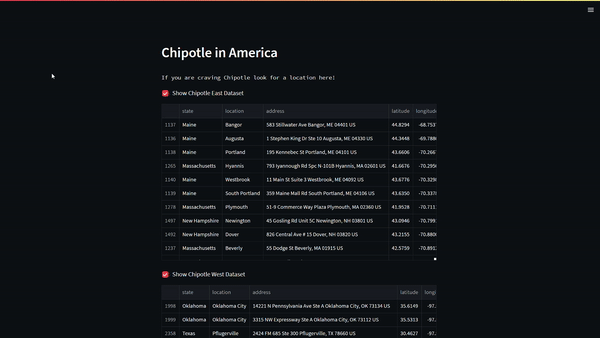 Chipotle in America
If you are craving Chipotle look for a location here!
Show Chipotle East Dataset
state location address latitude longitude
1137 Maine Bangor 583 Stillwater Ave Bangor, ME 04401 US 44.8294 -68.753
1136 Maine Augusta 1 Stephen King Dr Ste 10 Augusta, ME 04330 US 44.3448 -69.788
1138 Maine Portland 195 Kennebec St Portland, ME 04101 US 43.6606 -70.266
1265 Massachusetts Hyannis 793 Iyannough Rd Spc N-101B Hyannis, MA 02601 US 41.6676 -70.295
1140 Maine Westbrook 11 Main St Suite 3 Westbrook, ME 04092 US 43.6776 -70.329
1139 Maine South Portland 359 Maine Mall Rd South Portland, ME 04106 US 43.6350 -70.337
1278 Massachusetts Plymouth 51-9 Commerce Way Plaza Plymouth, MA 02360 US 41.9528 -70.711
1497 New Hampshire Newington 45 Gosling Rd Unit 5C Newington, NH 03801 US 43.0946 -70.799
1492 New Hampshire Dover 826 Central Ave # 15 Dover, NH 03820 US 43.2155 -70.880
1237 Massachusetts Beverly 55 Dodge St Beverly, MA 01915 US 42.5759 -70.891
Show Chipotle West Dataset
state location address latitude longi
1998 Oklahoma Oklahoma City 14221 N Pennsylvania Ave Ste A Oklahoma City, OK 73134 US 35.6149 -97.
1999 Oklahoma Oklahoma City 3315 NW Expressway Ste A Oklahoma City, OK 73112 US 35.5313 -97.
2358 Texas Pflugerville 2424 FM 685 Ste 300 Pflugerville, TX 78660 US 30.4627 -97.